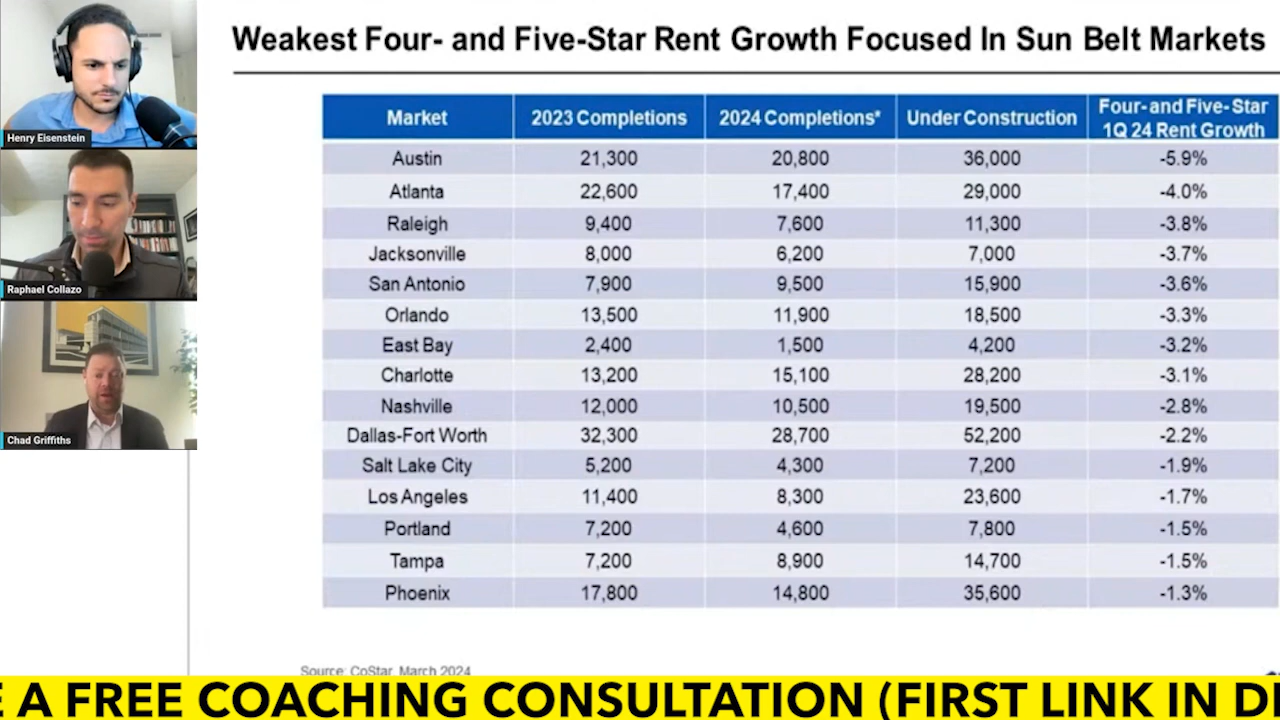 Weakest Four- and Five-Star Rent Growth Focused In Sun Belt Markets
Henry Eisenstein
Raphael Collazo
Chad Griffiths
Market 2023 Completions 2024 Completions* Under Construction Four- and Five-Star 1Q 24 Rent Growth
Austin 21,300 20,800 36,000 -5.9%
Atlanta 22,600 17,400 29,000 -4.0%
Raleigh 9,400 7,600 11,300 -3.8%
Jacksonville 8,000 6,200 7,000 -3.7%
San Antonio 7,900 9,500 15,900 -3.6%
Orlando 13,500 11,900 18,500 -3.3%
East Bay 2,400 1,500 4,200 -3.2%
Charlotte 13,200 15,100 28,200 -3.1%
Nashville 12,000 10,500 19,500 -2.8%
Dallas-Fort Worth 32,300 28,700 52,200 -2.2%
Salt Lake City 5,200 4,300 7,200 -1.9%
Los Angeles 11,400 8,300 23,600 -1.7%
Portland 7,200 4,600 7,800 -1.5%
Tampa 7,200 8,900 14,700 -1.5%
Phoenix 17,800 14,800 35,600 -1.3%
Source: CoStar, March 2024
E A FREE COACHING CONSULTATION (FIRST LINK IN DE